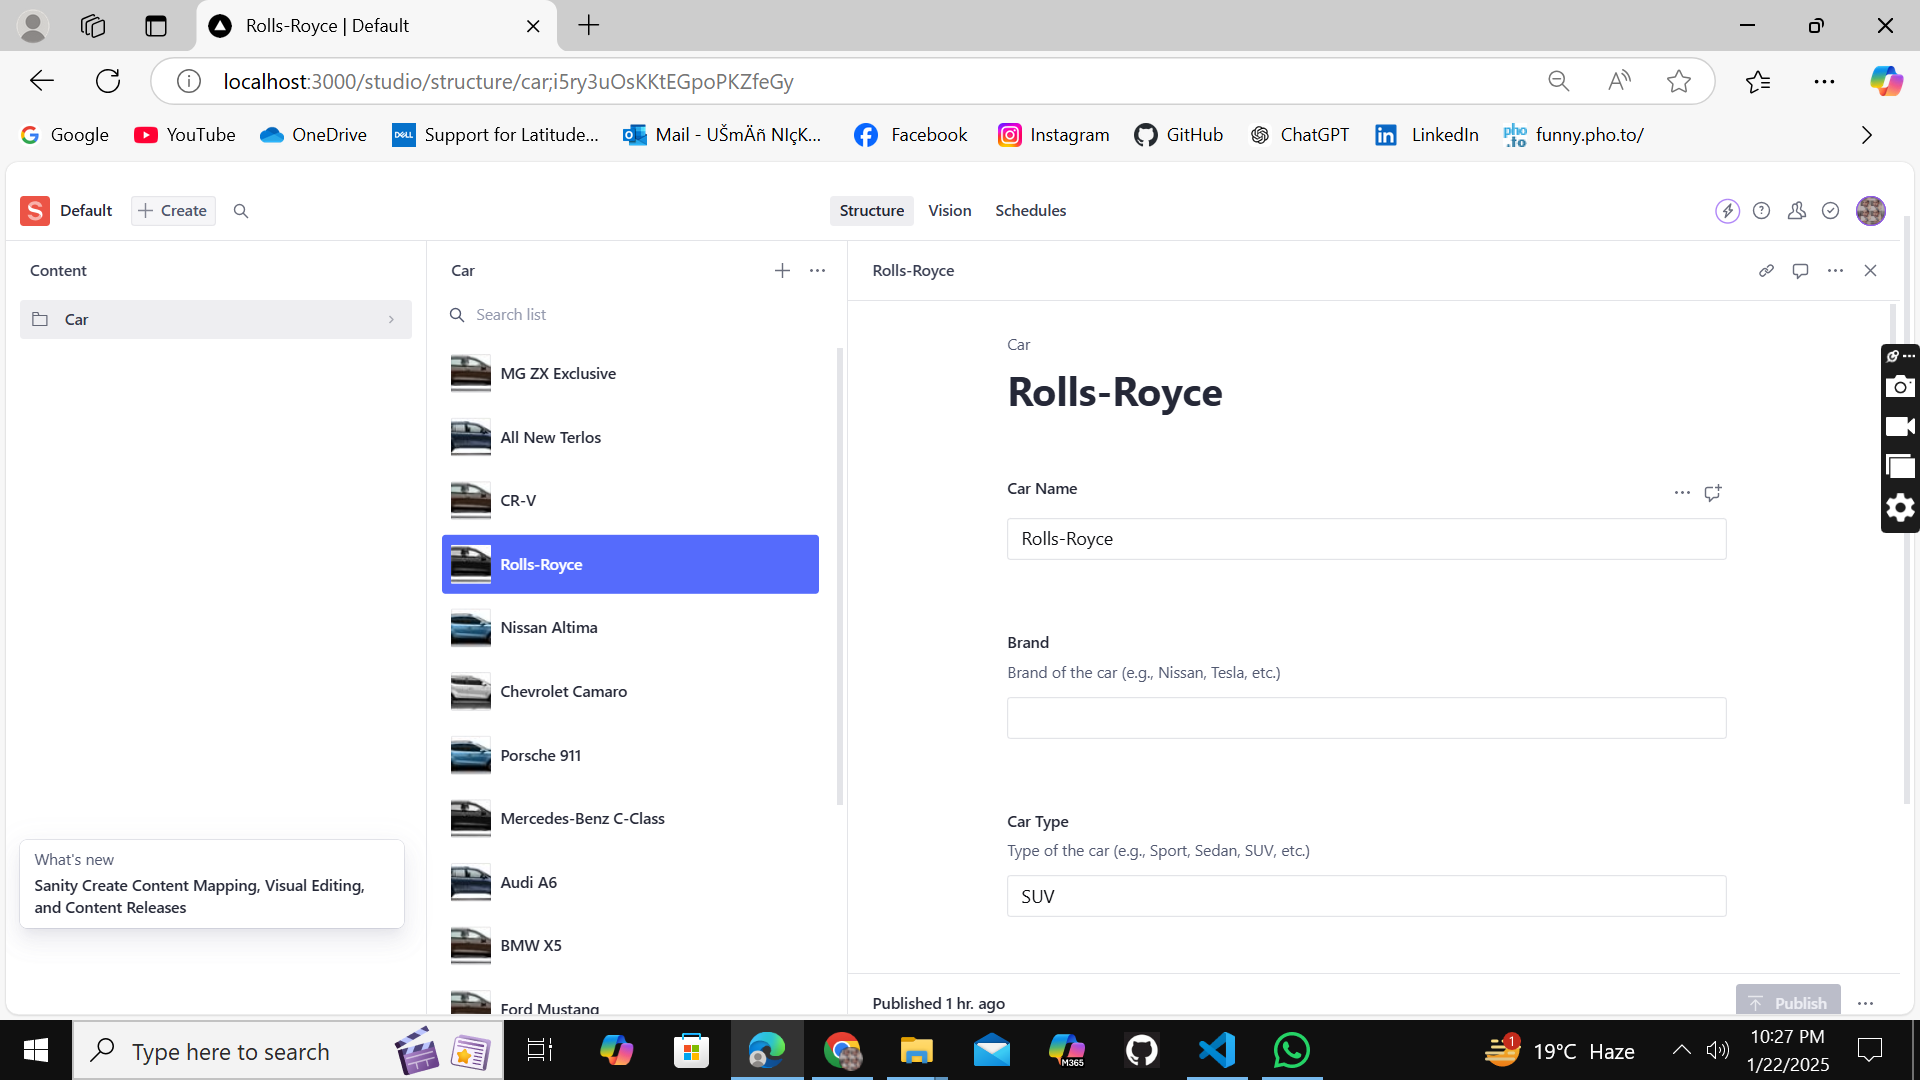 Rolls-Royce | Default
localhost:3000/studio/structure/car;i5ry3uOsKKtEGpoPKZfeGy
Google
YouTube
OneDrive
DELL
Support for Latitude...
Mail - UŠmÄñ NIçK...
Facebook
Instagram
GitHub
ChatGPT
LinkedIn
pho.to
funny.pho.to/
S
Default
Create
Structure
Vision
Schedules
Content
Car
Rolls-Royce
Car
Search list
MG ZX Exclusive
All New Terlos
CR-V
Rolls-Royce
Nissan Altima
Chevrolet Camaro
Porsche 911
Mercedes-Benz C-Class
Audi A6
BMW X5
Ford Mustang
Car
Rolls-Royce
Car Name
Rolls-Royce
Brand
Brand of the car (e.g., Nissan, Tesla, etc.)
Car Type
Type of the car (e.g., Sport, Sedan, SUV, etc.)
SUV
What's new
Sanity Create Content Mapping, Visual Editing,
and Content Releases
Published 1 hr. ago
Publish
Type here to search
M365
1
19°C Haze
10:27 PM
1/22/2025